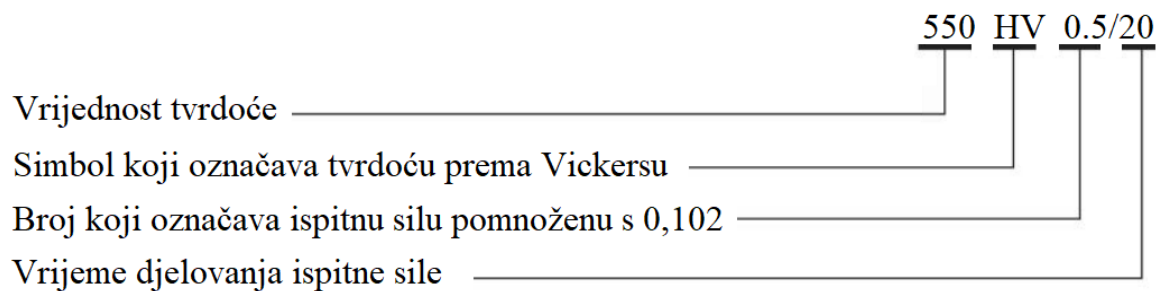 550 HV 0.5/20
Vrijednost tvrdoće
Simbol koji označava tvrdoću prema Vickersu
Broj koji označava ispitnu silu pomnoženu s 0,102
Vrijeme djelovanja ispitne sile